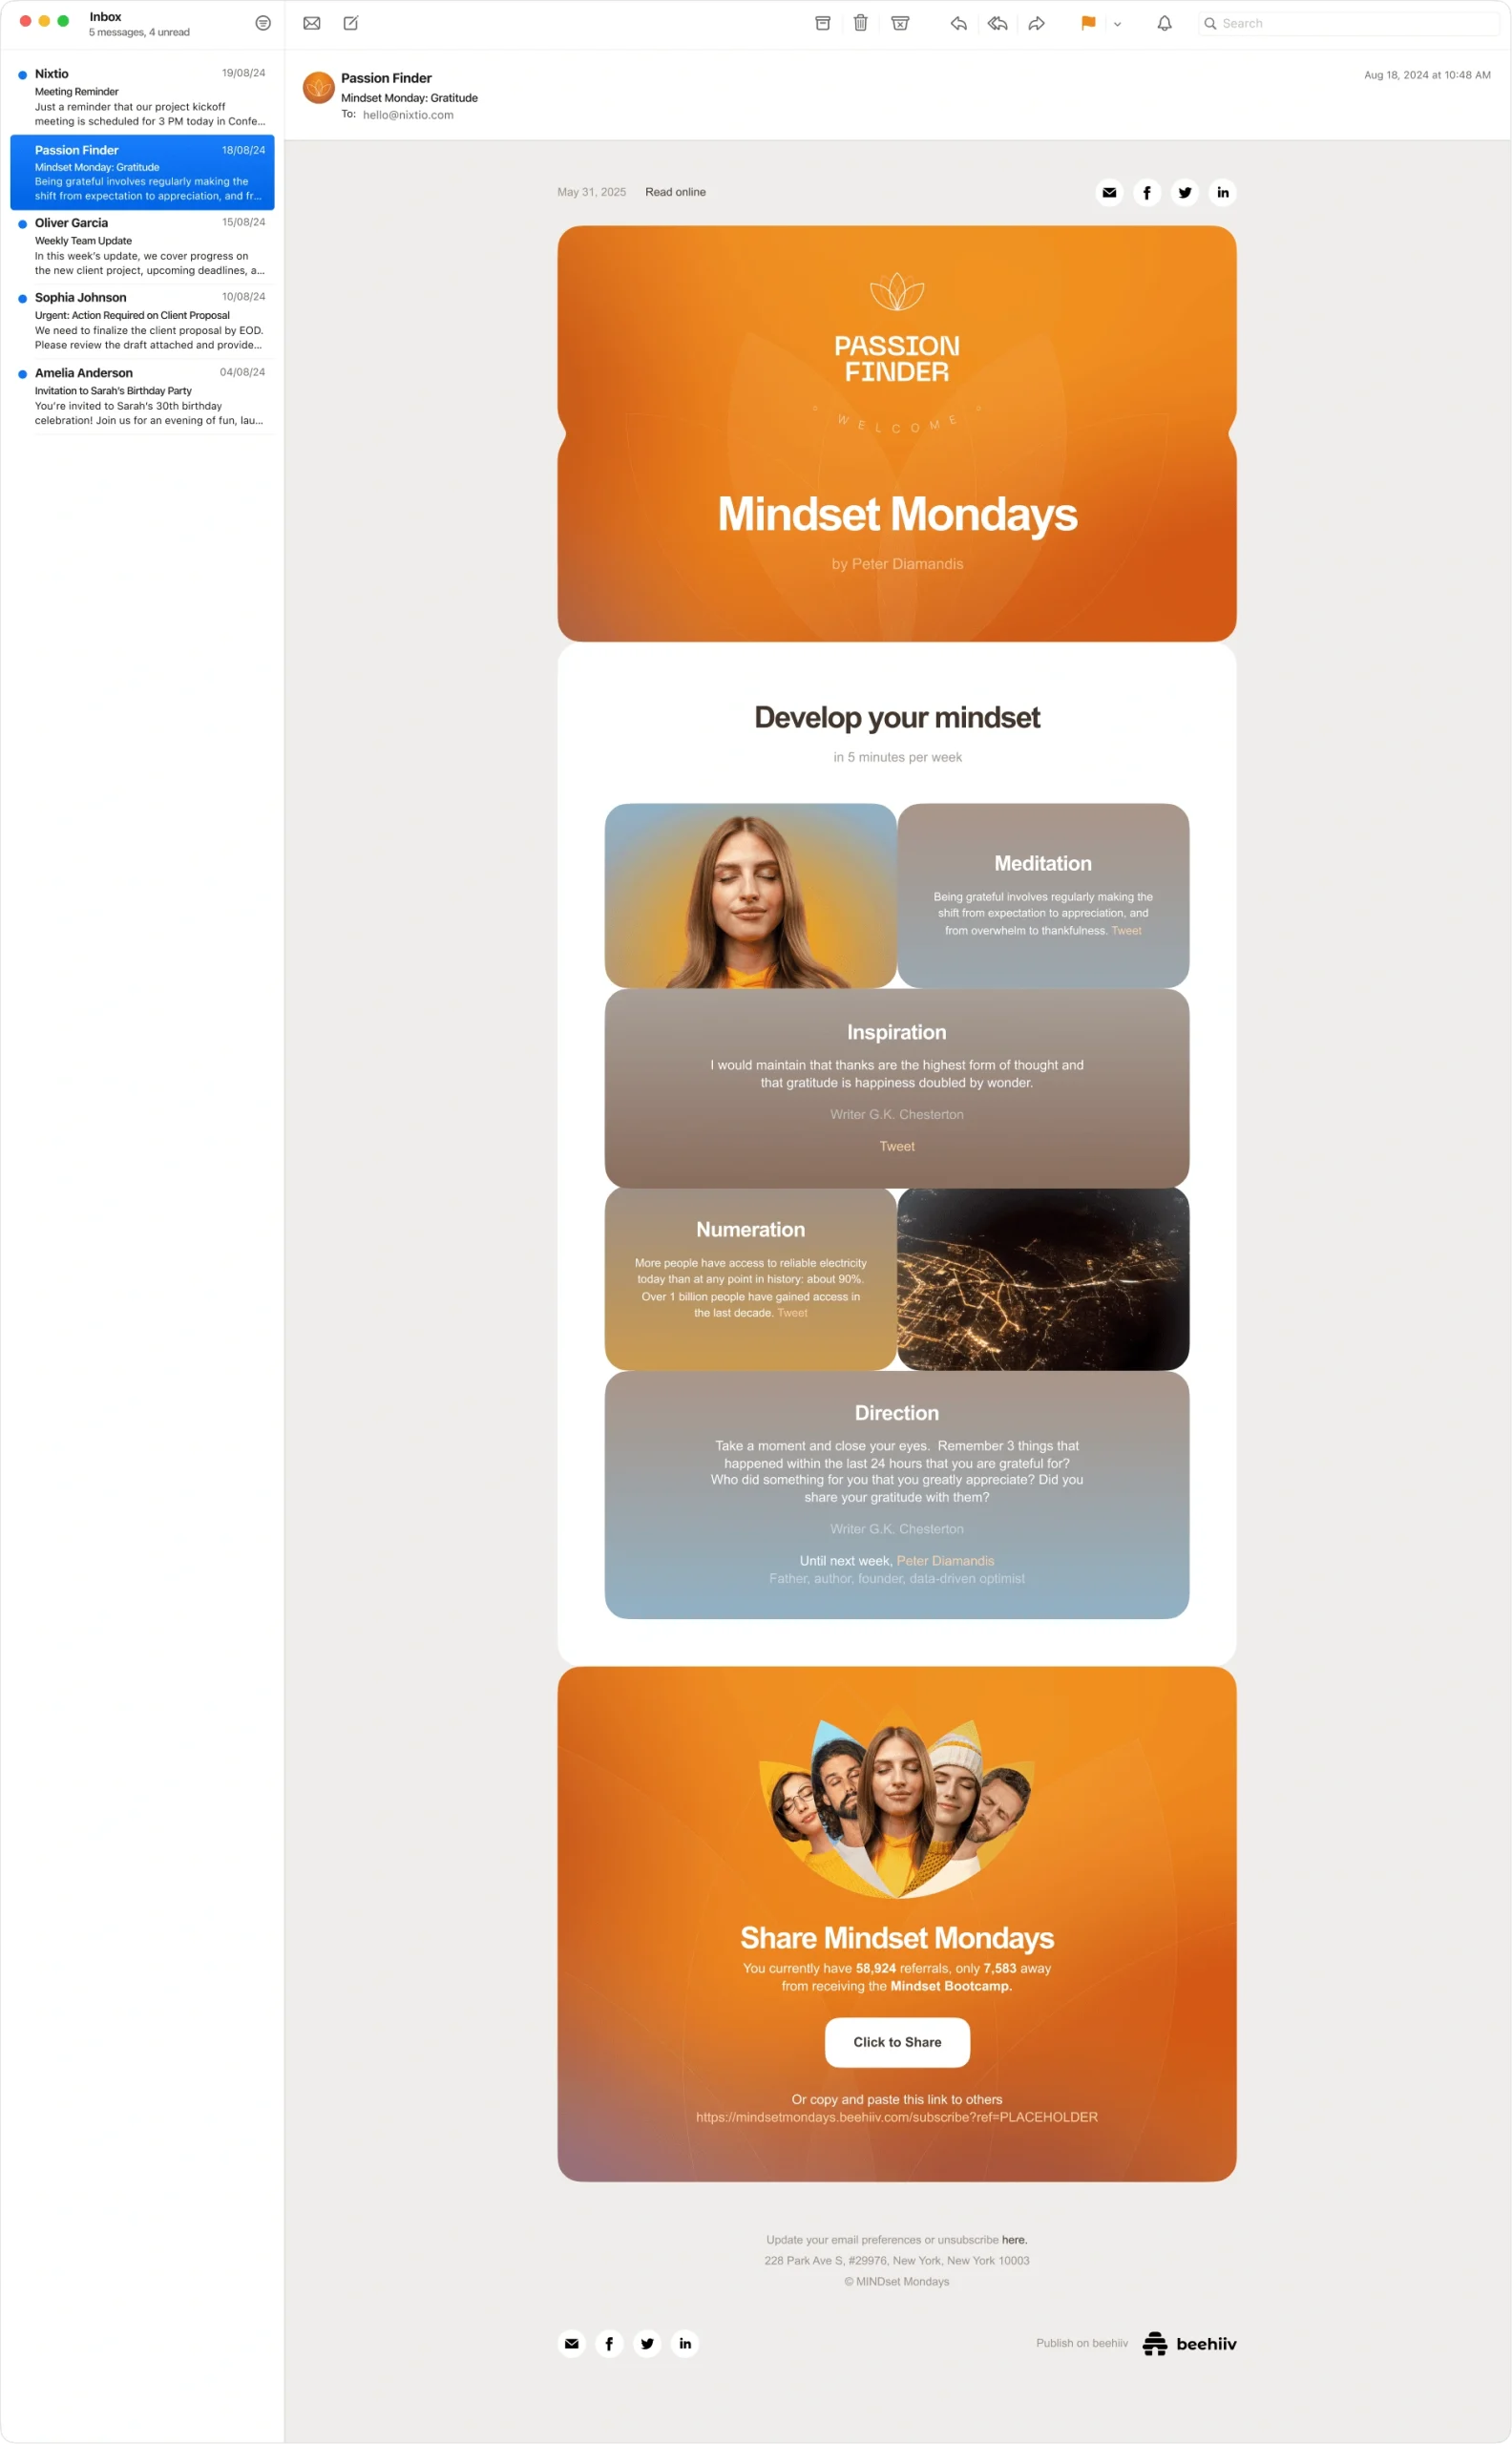 Inbox
5 messages, 4 unread
Search
Nixtio 19/08/24
Meeting Reminder
Just a reminder that our project kickoff
meeting is scheduled for 3 PM today in Confe...
Passion Finder 18/08/24
Mindset Monday: Gratitude
Being grateful involves regularly making the
shift from expectation to appreciation, and fr...
Oliver Garcia 15/08/24
Weekly Team Update
In this week's update, we cover progress on
the new client project, upcoming deadlines, a...
Sophia Johnson 10/08/24
Urgent: Action Required on Client Proposal
We need to finalize the client proposal by EOD.
Please review the draft attached and provide...
Amelia Anderson 04/08/24
Invitation to Sarah's Birthday Party
You're invited to Sarah's 30th birthday
celebration! Join us for an evening of fun, lau...
Passion Finder
Mindset Monday: Gratitude
To: hello@nixtio.com
Aug 18, 2024 at 10:48 AM
May 31, 2025 Read online
PASSION
FINDER
WELCOME
Mindset Mondays
by Peter Diamandis
Develop your mindset
in 5 minutes per week
Meditation
Being grateful involves regularly making the
shift from expectation to appreciation, and
from overwhelm to thankfulness. Tweet
Inspiration
I would maintain that thanks are the highest form of thought and
that gratitude is happiness doubled by wonder.
Writer G.K. Chesterton
Tweet
Numeration
More people have access to reliable electricity
today than at any point in history: about 90%.
Over 1 billion people have gained access in
the last decade. Tweet
Direction
Take a moment and close your eyes. Remember 3 things that
happened within the last 24 hours that you are grateful for?
Who did something for you that you greatly appreciate? Did you
share your gratitude with them?
Writer G.K. Chesterton
Until next week, Peter Diamandis
Father, author, founder, data-driven optimist
Share Mindset Mondays
You currently have 58,924 referrals, only 7,583 away
from receiving the Mindset Bootcamp.
Click to Share
Or copy and paste this link to others
https://mindsetmondays.beehiiv.com/subscribe?ref=PLACEHOLDER
Update your email preferences or unsubscribe here.
228 Park Ave S, #29976, New York, New York 10003
© MINDset Mondays
Publish on beehiiv beehiiv